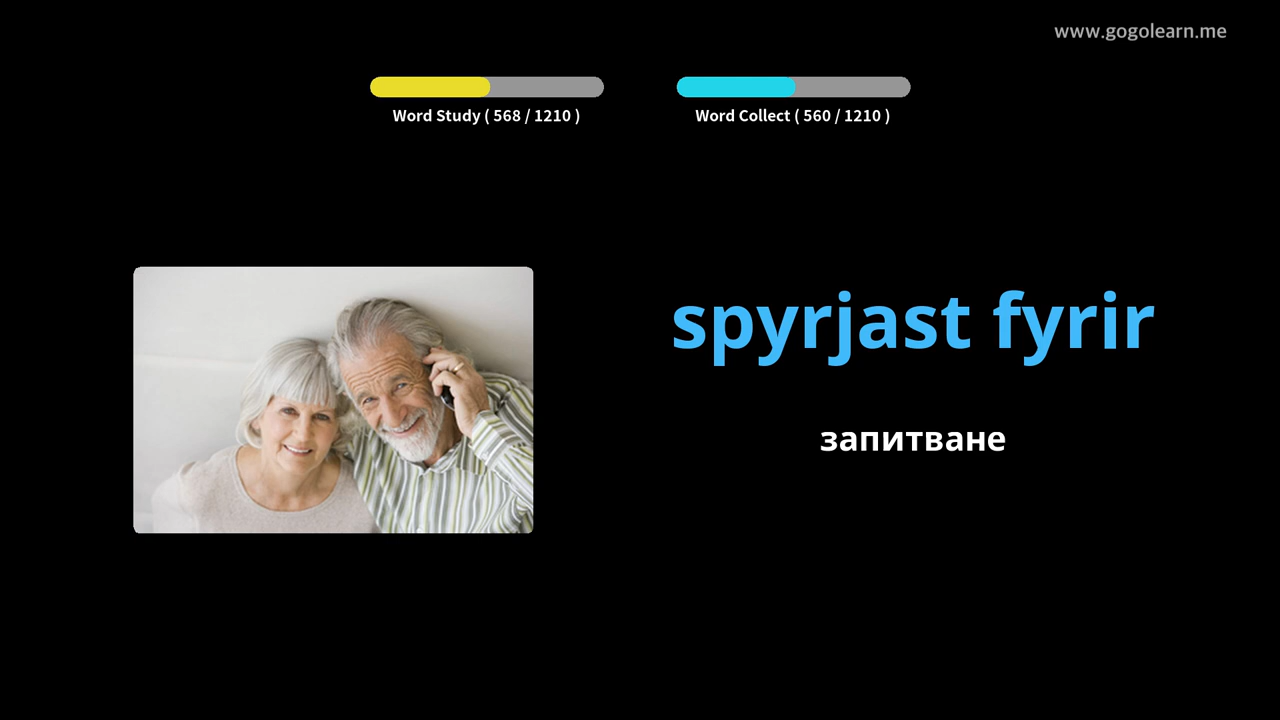 www.gogolearn.me
Word Study ( 568 / 1210 )
Word Collect ( 560 / 1210 )
spyrjast fyrir
запитване